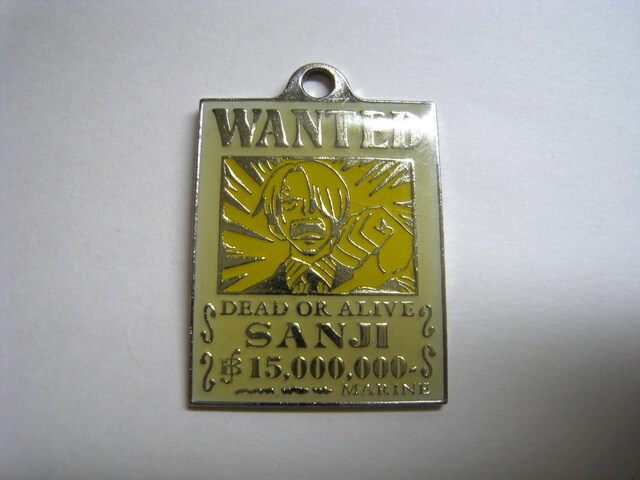 WANTED
DEAD OR ALIVE
SANJI
฿15,000,000-
MARINE